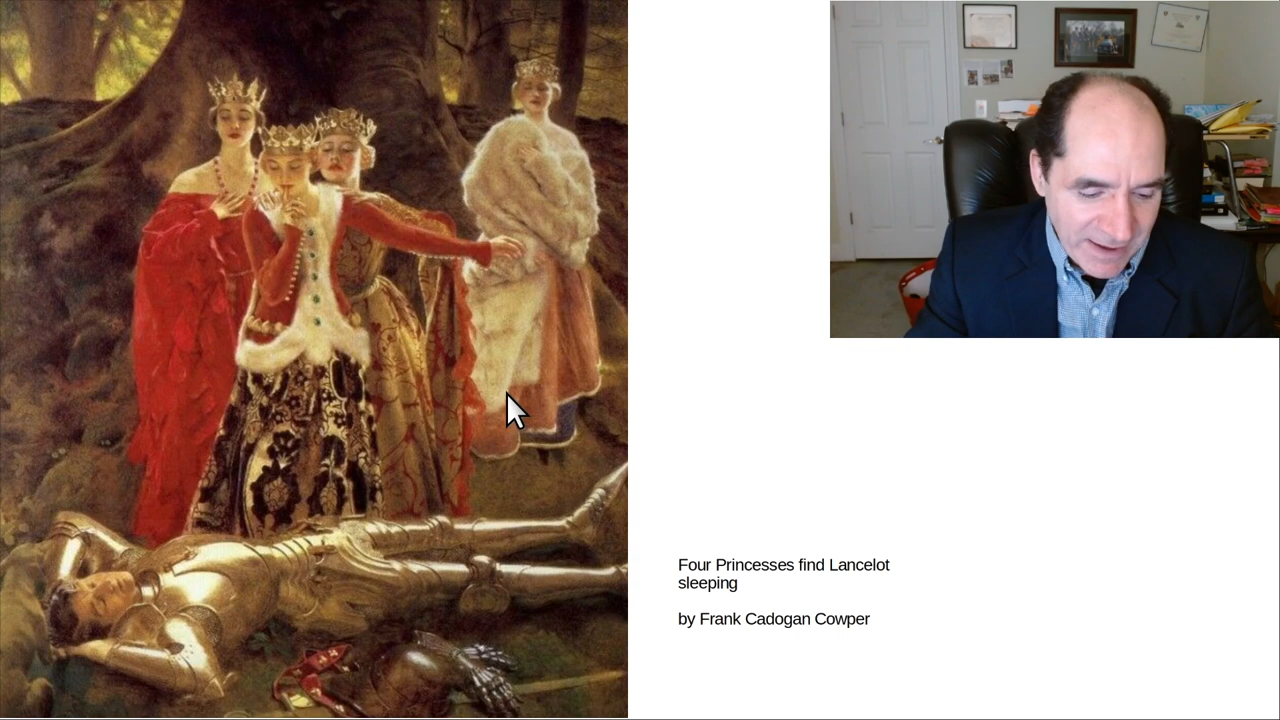 Four Princesses find Lancelot
sleeping
by Frank Cadogan Cowper